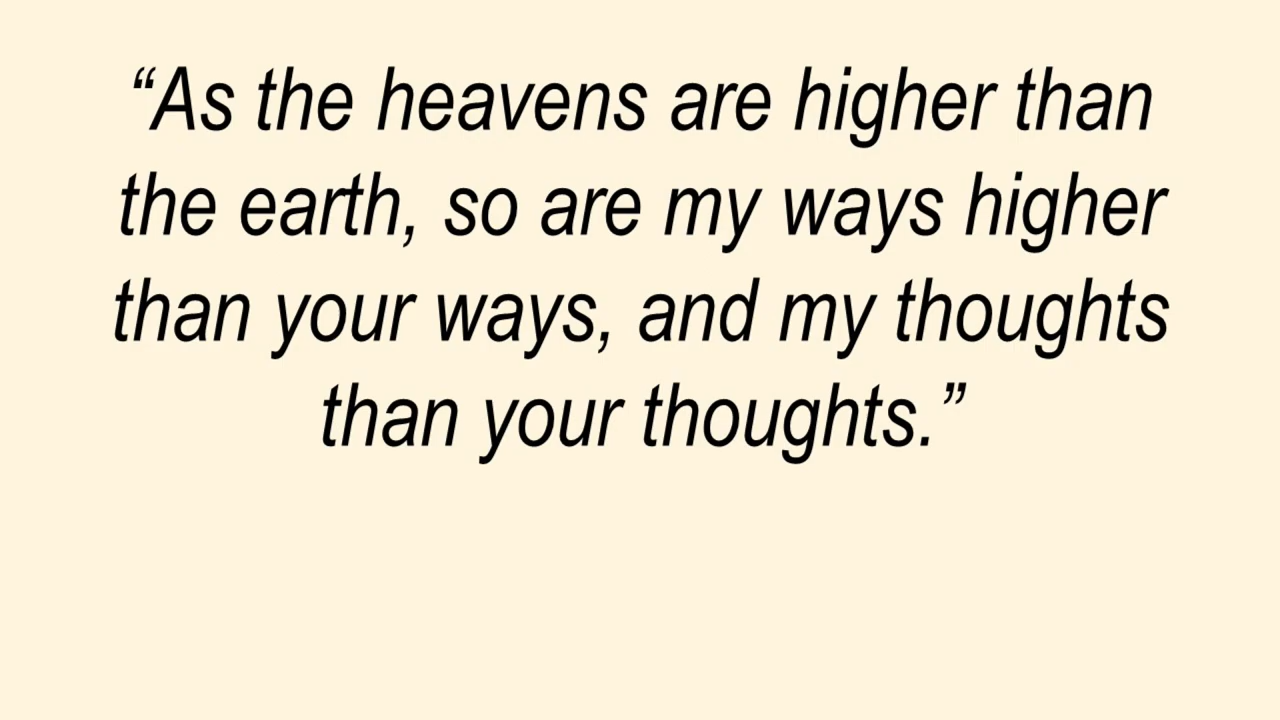 “As the heavens are higher than
the earth, so are my ways higher
than your ways, and my thoughts
than your thoughts.”